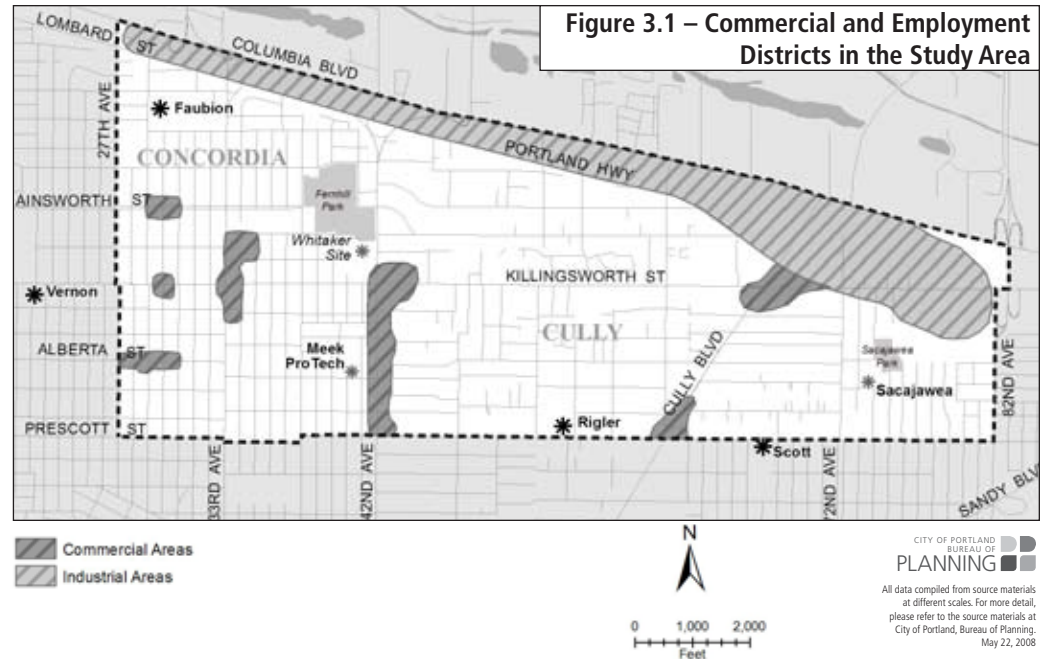 Figure 3.1 – Commercial and Employment
Districts in the Study Area
LOMBARD ST
COLUMBIA BLVD
27TH AVE
Faubion
CONCORDIA
PORTLAND HWY
Fernhill
Park
AINSWORTH ST
Whitaker
Site
KILLINGSWORTH ST
Vernon
CULLY
ALBERTA ST
Meek
ProTech
CULLY BLVD
Sacajawea
Park
Sacajawea
82ND AVE
PRESCOTT ST
Rigler
Scott
33RD AVE
42ND AVE
72ND AVE
SANDY BLV
Commercial Areas
Industrial Areas
N
0 1,000 2,000
Feet
CITY OF PORTLAND
BUREAU OF
PLANNING
All data compiled from source materials
at different scales. For more detail,
please refer to the source materials at
City of Portland, Bureau of Planning.
May 22, 2008